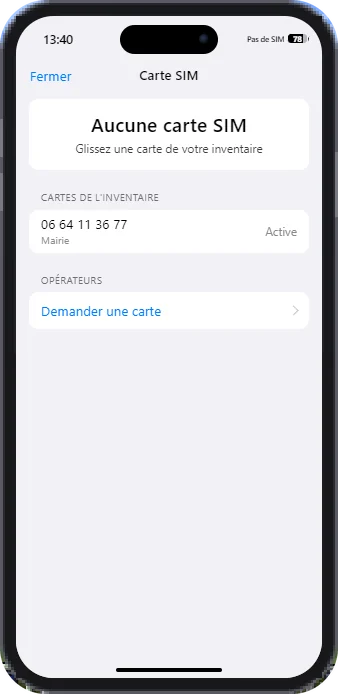 13:40
Pas de SIM
78
Fermer
Carte SIM
Aucune carte SIM
Glissez une carte de votre inventaire
CARTES DE L'INVENTAIRE
06 64 11 36 77
Active
Mairie
OPÉRATEURS
Demander une carte